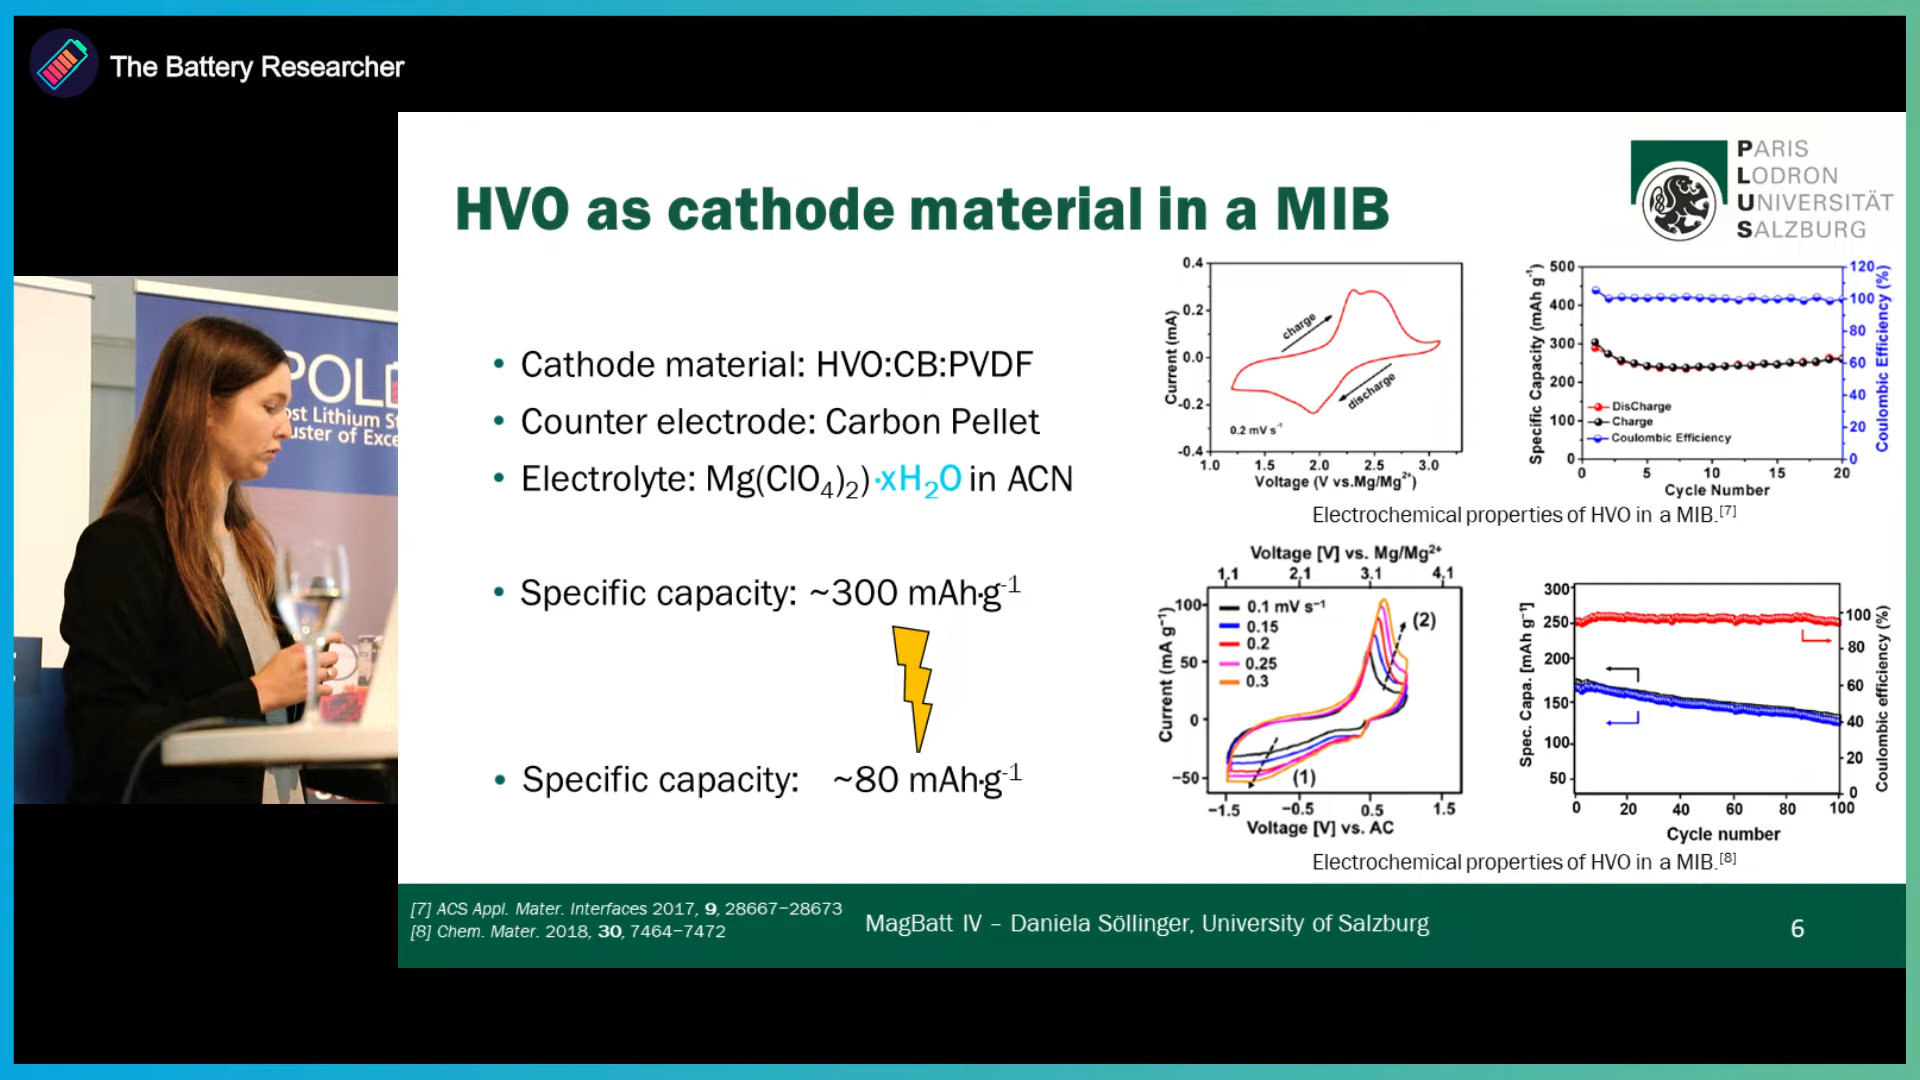 The Battery Researcher
POLE
ost Lithium St
uster of Exce
HVO as cathode material in a MIB
PARIS
LODRON
UNIVERSITÄT
SALZBURG
• Cathode material: HVO:CB:PVDF
• Counter electrode: Carbon Pellet
• Electrolyte: Mg(ClO₄)₂)·xH₂O in ACN
• Specific capacity: ~300 mAh·g⁻¹
• Specific capacity: ~80 mAh·g⁻¹
0.4
0.2
0.0
-0.2
-0.4
Current (mA)
charge
discharge
0.2 mV s⁻¹
1.0 1.5 2.0 2.5 3.0
Voltage (V vs.Mg/Mg²⁺)
500
400
300
200
100
0
Specific Capacity (mAh g⁻¹)
DisCharge
Charge
Coulombic Efficiency
120
100
80
60
40
20
0
Coulombic Efficiency (%)
0 5 10 15 20
Cycle Number
Electrochemical properties of HVO in a MIB.[7]
Voltage [V] vs. Mg/Mg²⁺
1.1 2.1 3.1 4.1
100
50
0
−50
Current (mA g⁻¹)
0.1 mV s⁻¹
0.15
0.2
0.25
0.3
(2)
(1)
−1.5 −0.5 0.5 1.5
Voltage [V] vs. AC
300
250
200
150
100
50
Spec. Capa. [mAh g⁻¹]
100
80
60
40
20
0
Coulombic efficiency (%)
0 20 40 60 80 100
Cycle number
Electrochemical properties of HVO in a MIB.[8]
[7] ACS Appl. Mater. Interfaces 2017, 9, 28667−28673
[8] Chem. Mater. 2018, 30, 7464−7472
MagBatt IV – Daniela Söllinger, University of Salzburg
6